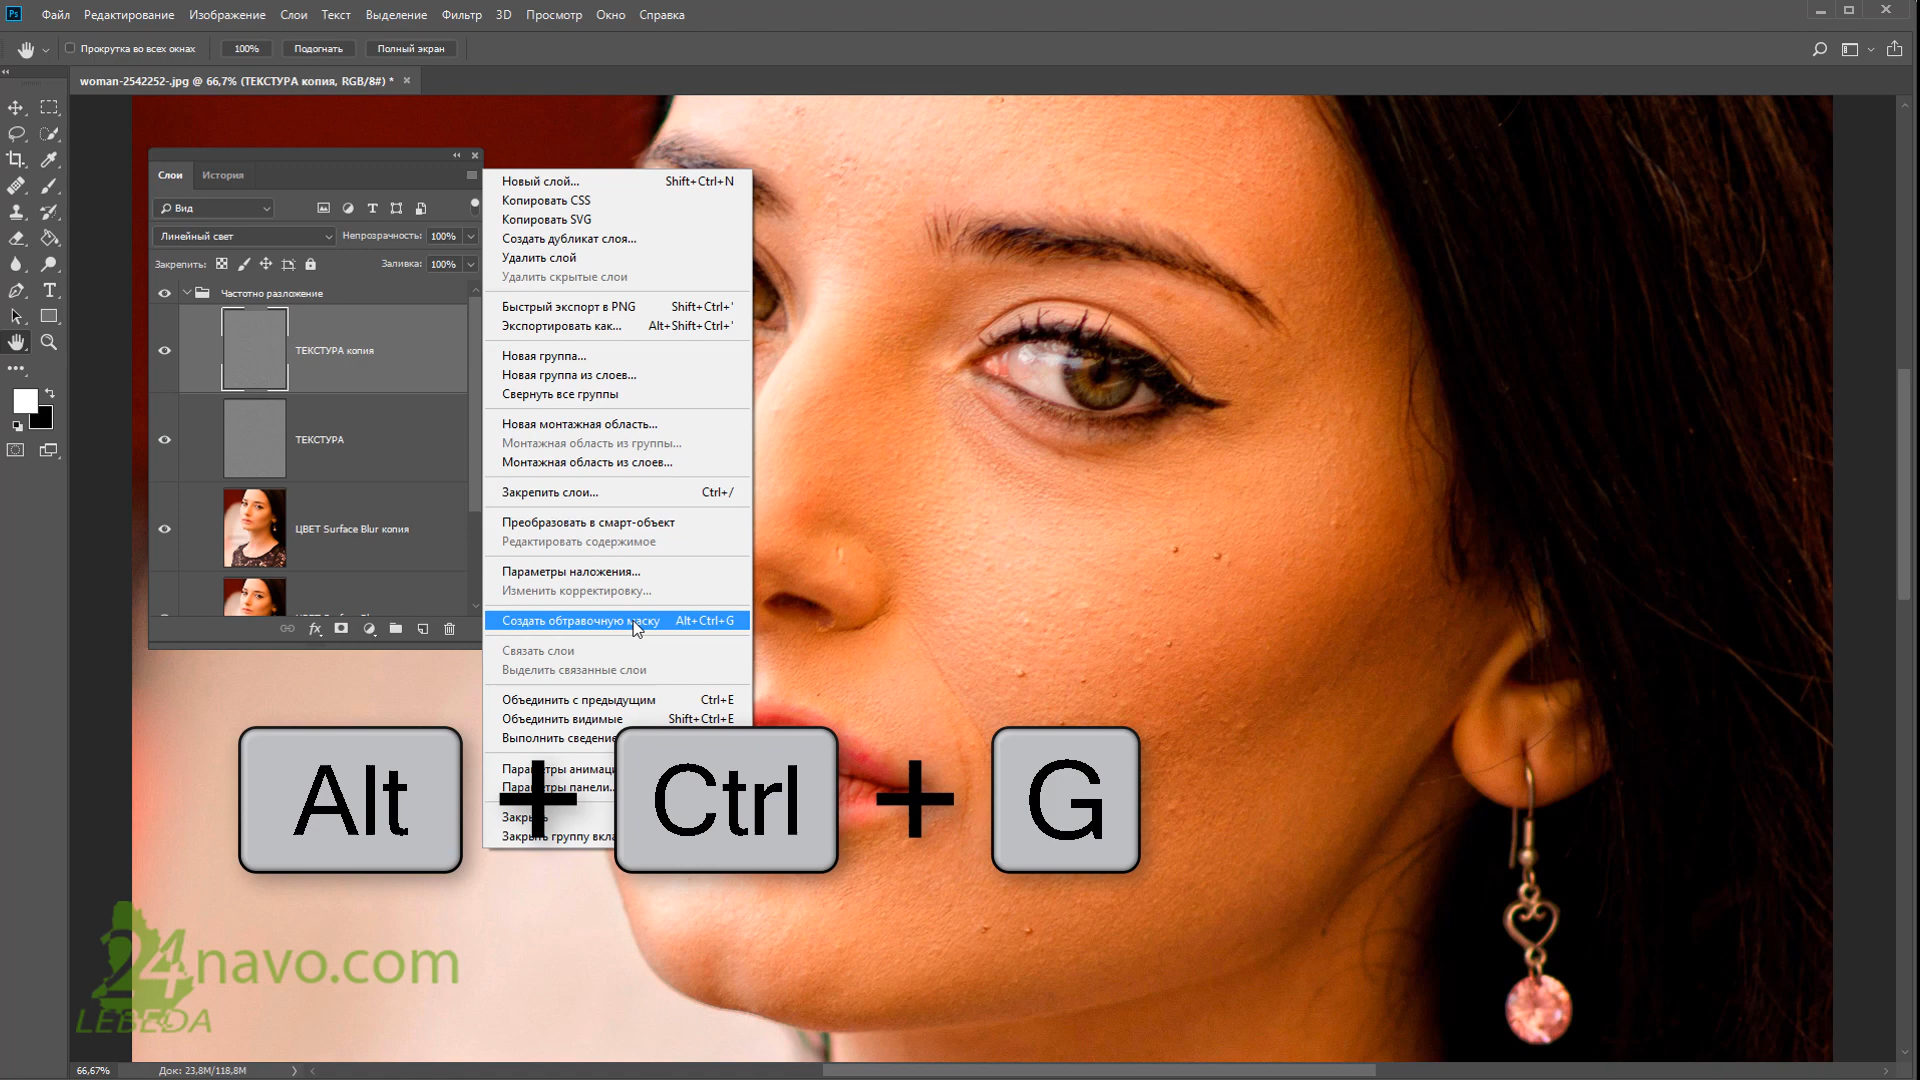 Ps Файл Редактирование Изображение Слои Текст Выделение Фильтр 3D Просмотр Окно Справка
Прокрутка во всех окнах 100% Подогнать Полный экран
woman-2542252-.jpg @ 66,7% (ТЕКСТУРА копия, RGB/8#) *
Слои История
Вид
Линейный свет Непрозрачность: 100%
Закрепить: Заливка: 100%
Частотно разложение
ТЕКСТУРА копия
ТЕКСТУРА
ЦВЕТ Surface Blur копия
fx
Новый слой... Shift+Ctrl+N
Копировать CSS
Копировать SVG
Создать дубликат слоя...
Удалить слой
Удалить скрытые слои
Быстрый экспорт в PNG Shift+Ctrl+'
Экспортировать как... Alt+Shift+Ctrl+'
Новая группа...
Новая группа из слоев...
Свернуть все группы
Новая монтажная область...
Монтажная область из группы...
Монтажная область из слоев...
Закрепить слои... Ctrl+/
Преобразовать в смарт-объект
Редактировать содержимое
Параметры наложения...
Изменить корректировку...
Создать обтравочную маску Alt+Ctrl+G
Связать слои
Выделить связанные слои
Объединить с предыдущим Ctrl+E
Объединить видимые Shift+Ctrl+E
Выполнить сведение
Параметры анимац
Параметры панели..
Закрыть
Закрыть группу вкла
Alt + Ctrl + G
24navo.com
LEBEDA
66,67% Док: 23,8M/118,8M